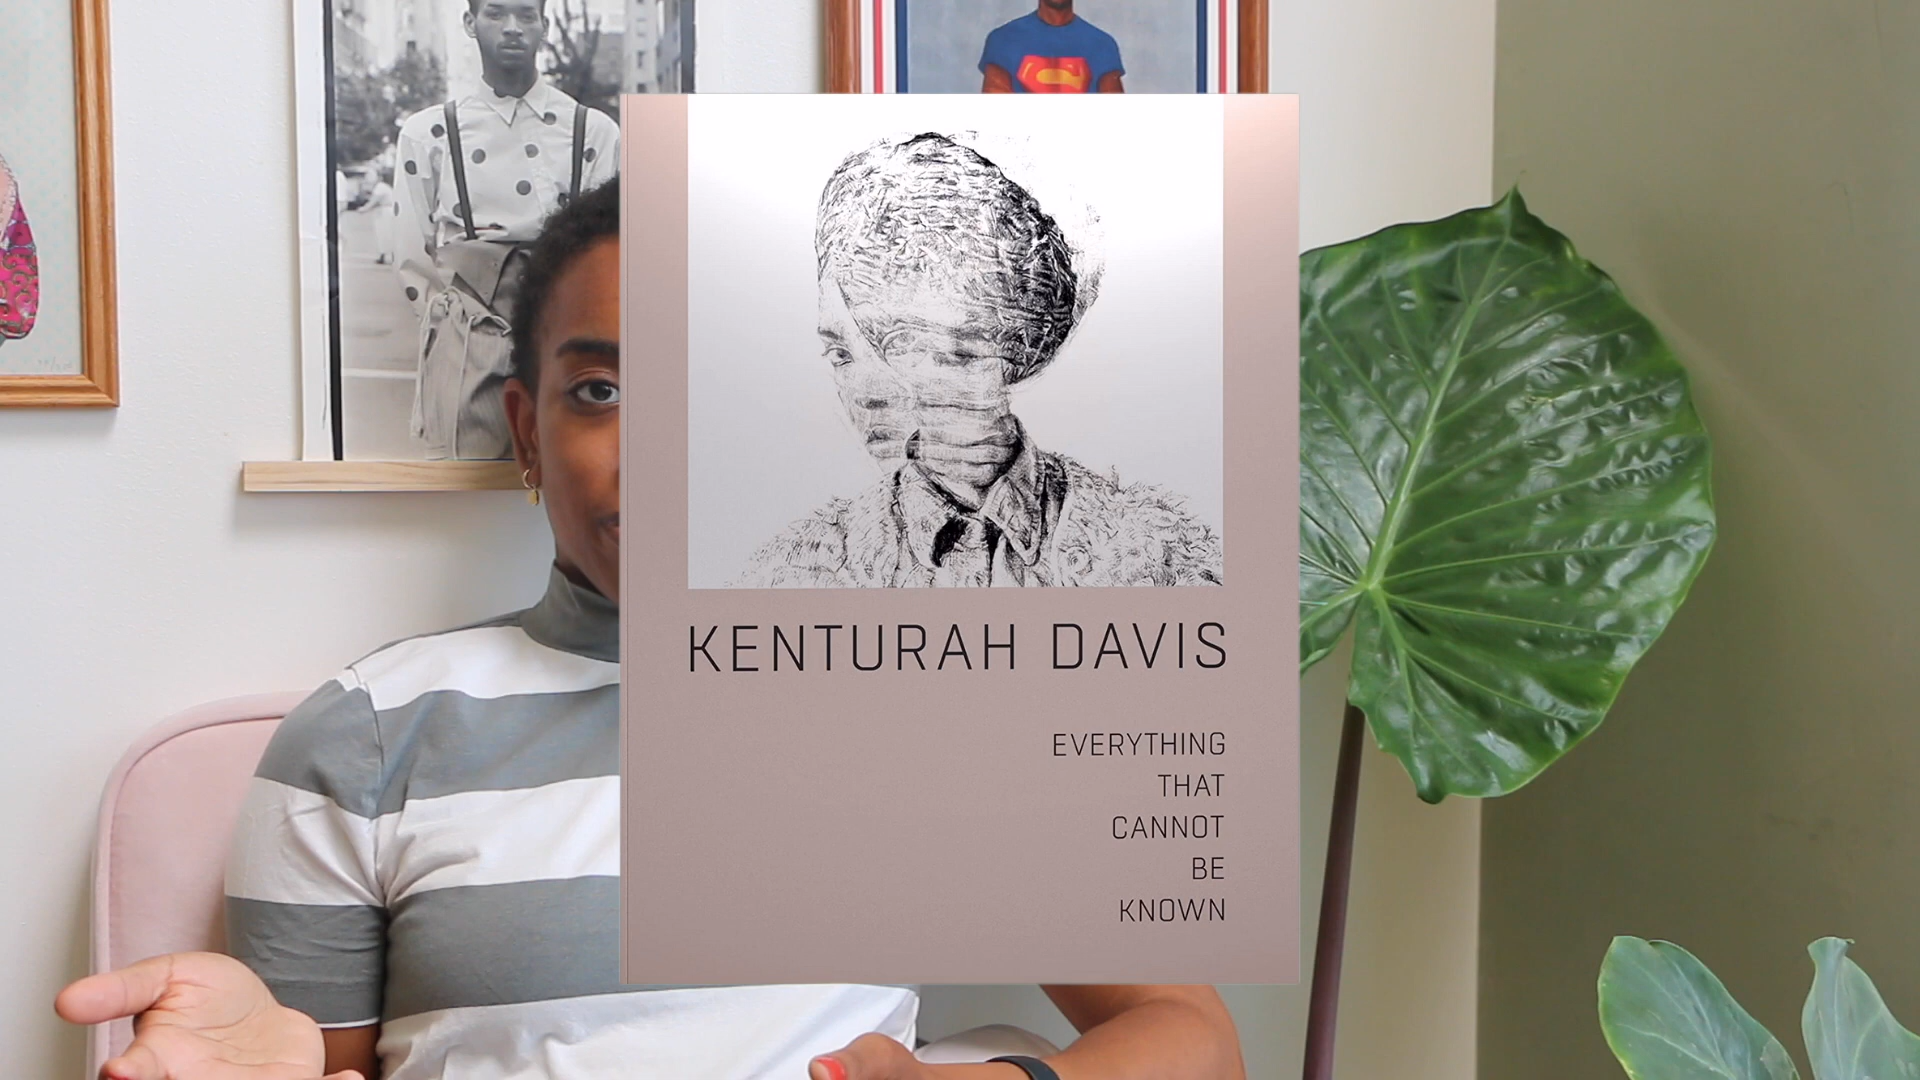 KENTURAH DAVIS
EVERYTHING
THAT
CANNOT
BE
KNOWN